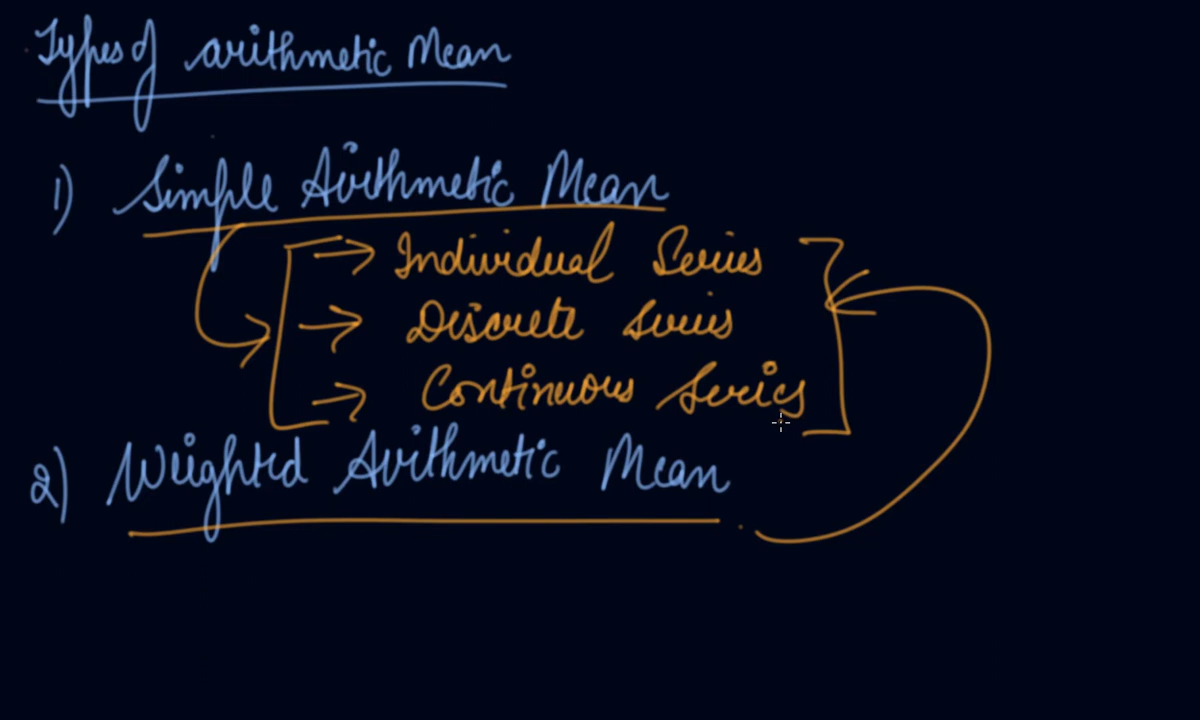 Types of arithmetic Mean
1) Simple Arithmetic Mean
→ Individual Series
→ Discrete Series
→ Continuous Series
2) Weighted Arithmetic Mean